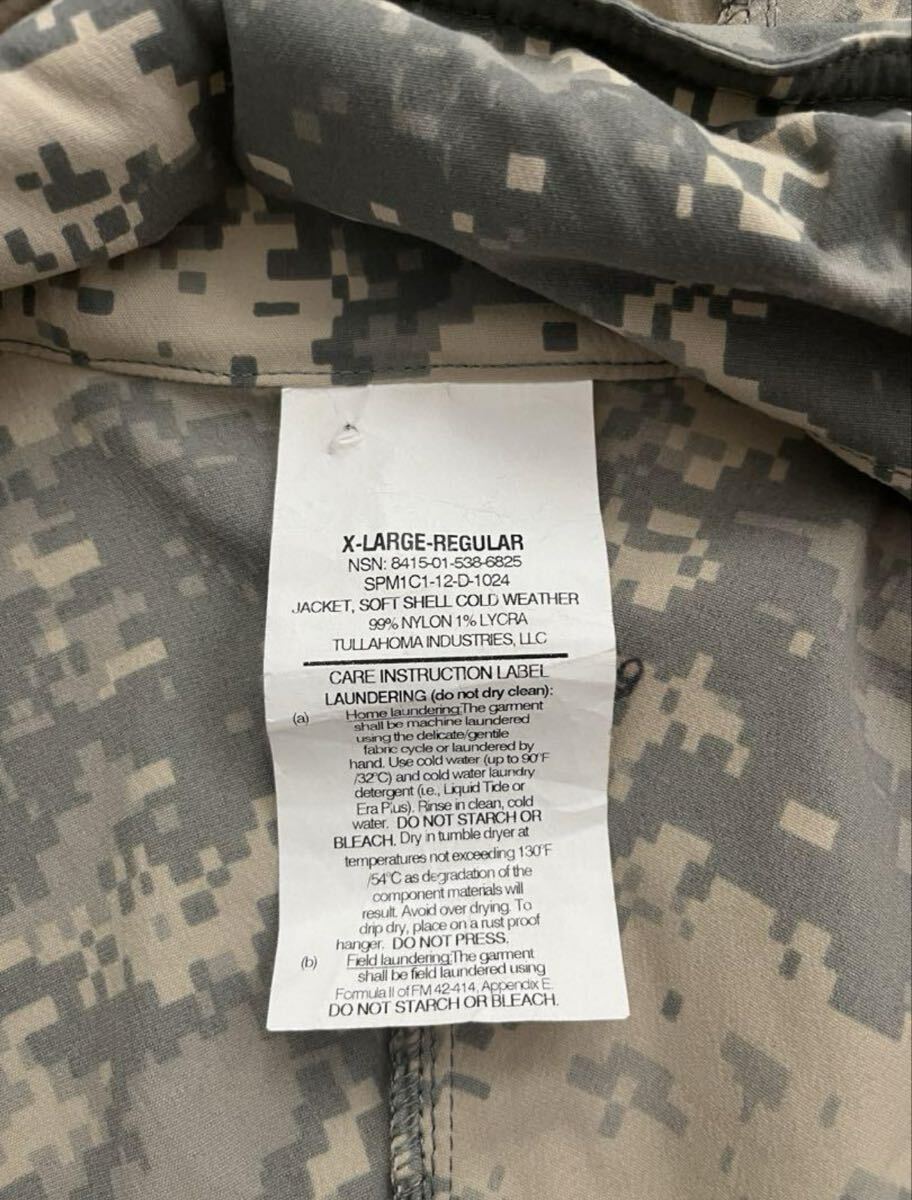 X-LARGE-REGULAR
NSN: 8415-01-538-6825
SPM1C1-12-D-1024
JACKET, SOFT SHELL COLD WEATHER
99% NYLON 1% LYCRA
TULLAHOMA INDUSTRIES, LLC
CARE INSTRUCTION LABEL
LAUNDERING (do not dry clean):
(a) Home laundering:The garment
shall be machine laundered
using the delicate/gentile
fabric cycle or laundered by
hand. Use cold water (up to 90°F
/32°C) and cold water laundry
detergent (i.e., Liquid Tide or
Era Plus). Rinse in clean, cold
water. DO NOT STARCH OR
BLEACH. Dry in tumble dryer at
temperatures not exceeding 130°F
/54°C as degradation of the
component materials will
result. Avoid over drying. To
drip dry, place on a rust proof
hanger. DO NOT PRESS.
(b) Field laundering:The garment
shall be field laundered using
Formula II of FM 42-414, Appendix E.
DO NOT STARCH OR BLEACH.